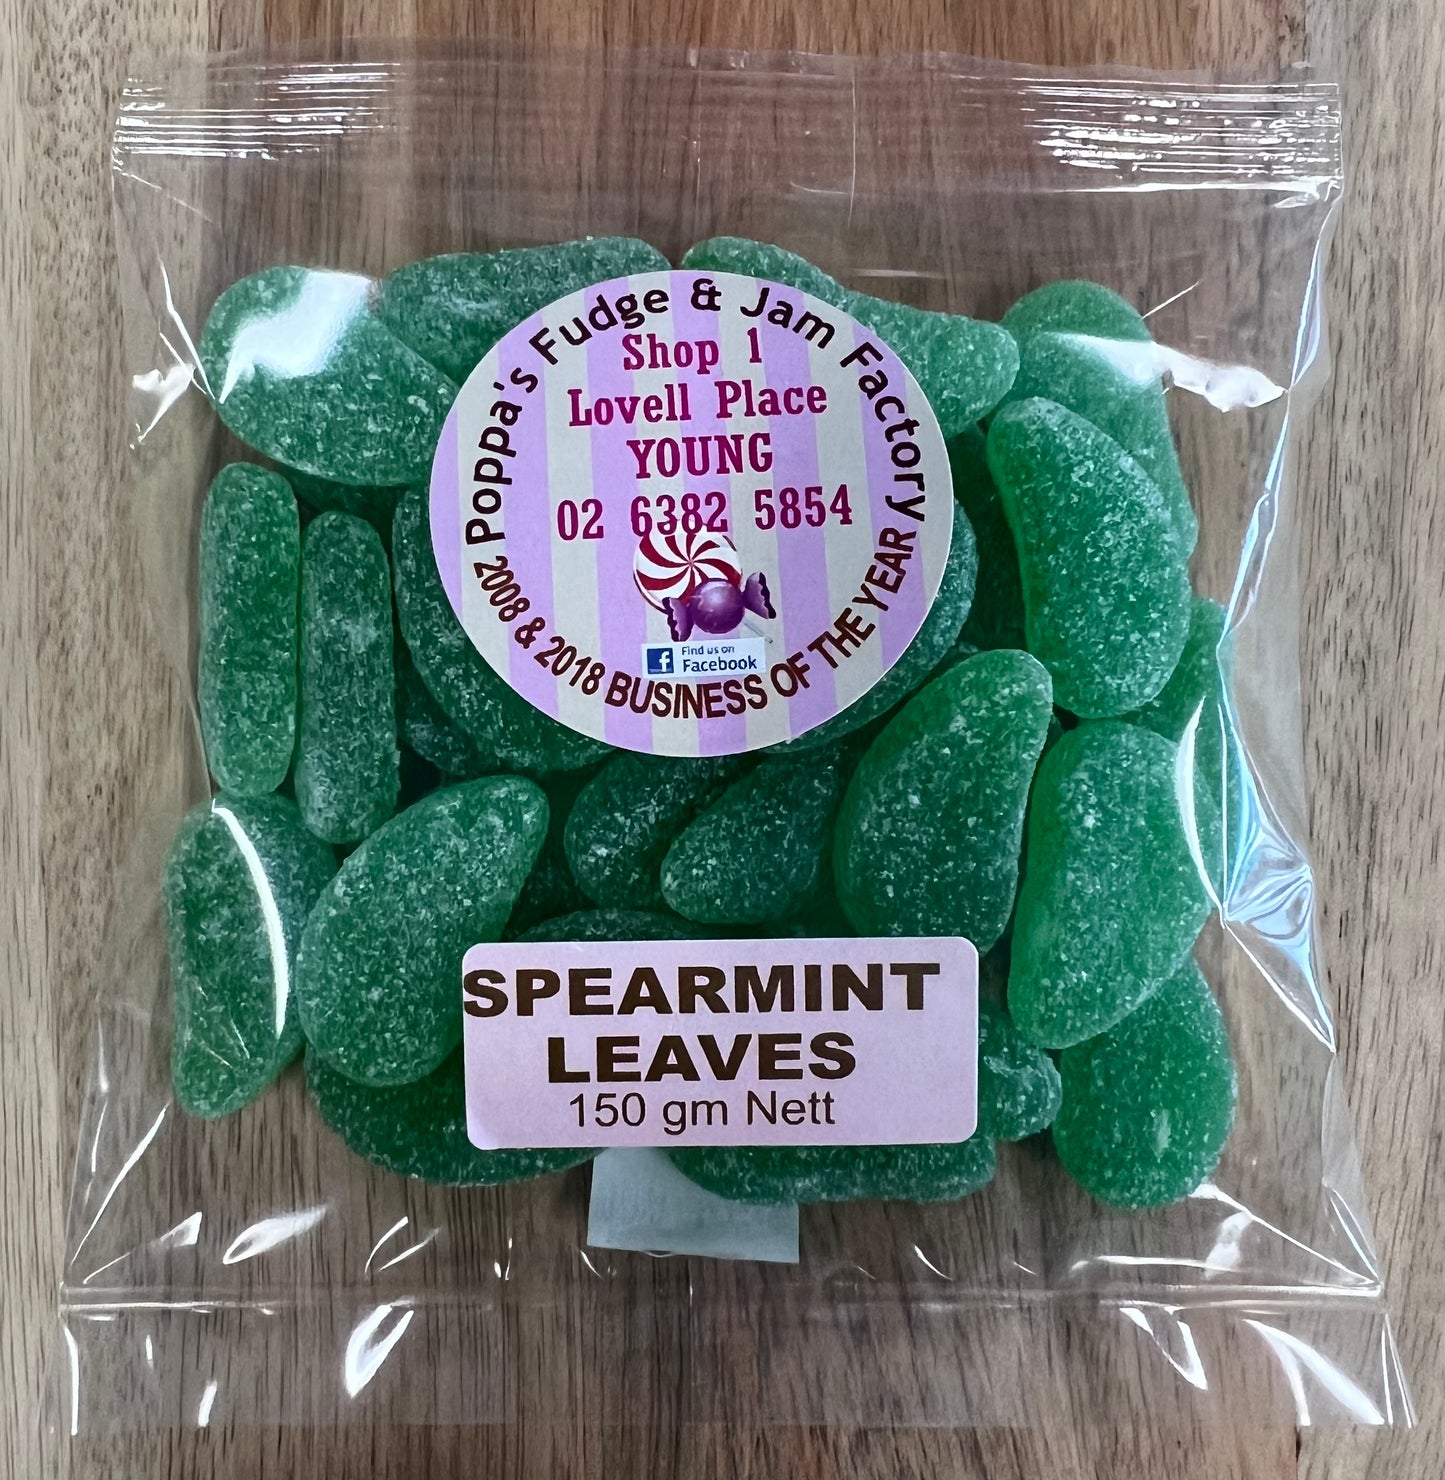 Poppa's Fudge & Jam Factory
Shop 1
Lovell Place
YOUNG
02 6382 5854
f Find us on
Facebook
2008 & 2018 BUSINESS OF THE YEAR
SPEARMINT
LEAVES
150 gm Nett